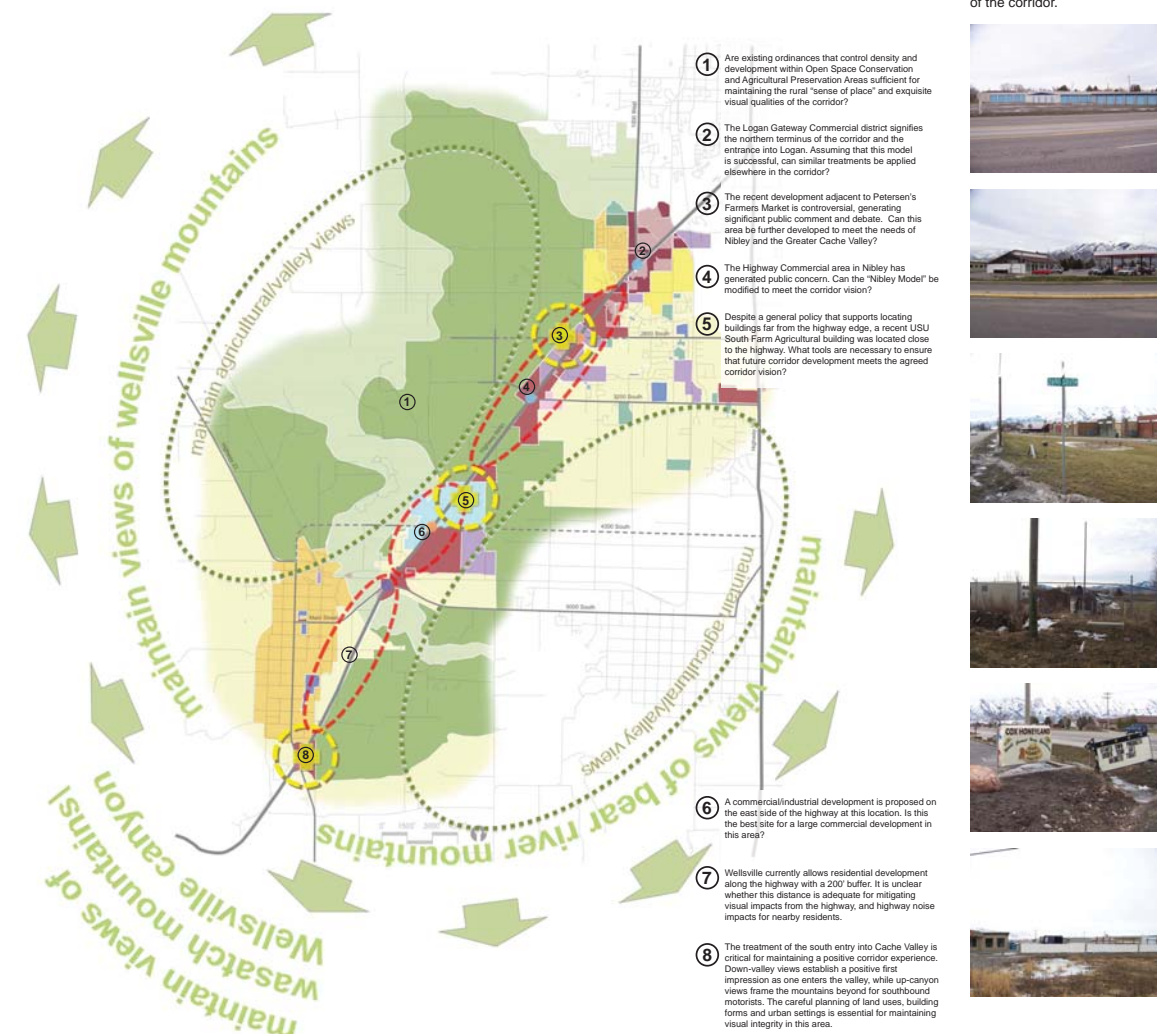 of the corridor.
1
Are existing ordinances that control density and
development within Open Space Conservation
and Agricultural Preservation Areas sufficient for
maintaining the rural “sense of place” and exquisite
visual qualities of the corridor?
2
The Logan Gateway Commercial district signifies
the northern terminus of the corridor and the
entrance into Logan. Assuming that this model
is successful, can similar treatments be applied
elsewhere in the corridor?
3
The recent development adjacent to Petersen’s
Farmers Market is controversial, generating
significant public comment and debate.  Can this
area be further developed to meet the needs of
Nibley and the Greater Cache Valley?
4
The Highway Commercial area in Nibley has
generated public concern. Can the “Nibley Model” be
modified to meet the corridor vision?
5
Despite a general policy that supports locating
buildings far from the highway edge, a recent USU
South Farm Agricultural building was located close
to the highway. What tools are necessary to ensure
that future corridor development meets the agreed
corridor vision?
maintain views of wellsville mountains
maintain agricultural/valley views
2
3
4
1
5
6
7
8
3200 South
4300 South
Main Street
maintain agricultural/valley views
maintain views of bear river mountains
maintain views of
wasatch mountains/
Wellsville canyon
6
A commercial/industrial development is proposed on
the east side of the highway at this location. Is this
the best site for a large commercial development in
this area?
7
Wellsville currently allows residential development
along the highway with a 200’ buffer. It is unclear
whether this distance is adequate for mitigating
visual impacts from the highway, and highway noise
impacts for nearby residents.
8
The treatment of the south entry into Cache Valley is
critical for maintaining a positive corridor experience.
Down-valley views establish a positive first
impression as one enters the valley, while up-canyon
views frame the mountains beyond for southbound
motorists. The careful planning of land uses, building
forms and urban settings is essential for maintaining
visual integrity in this area.
COX HONEYLAND